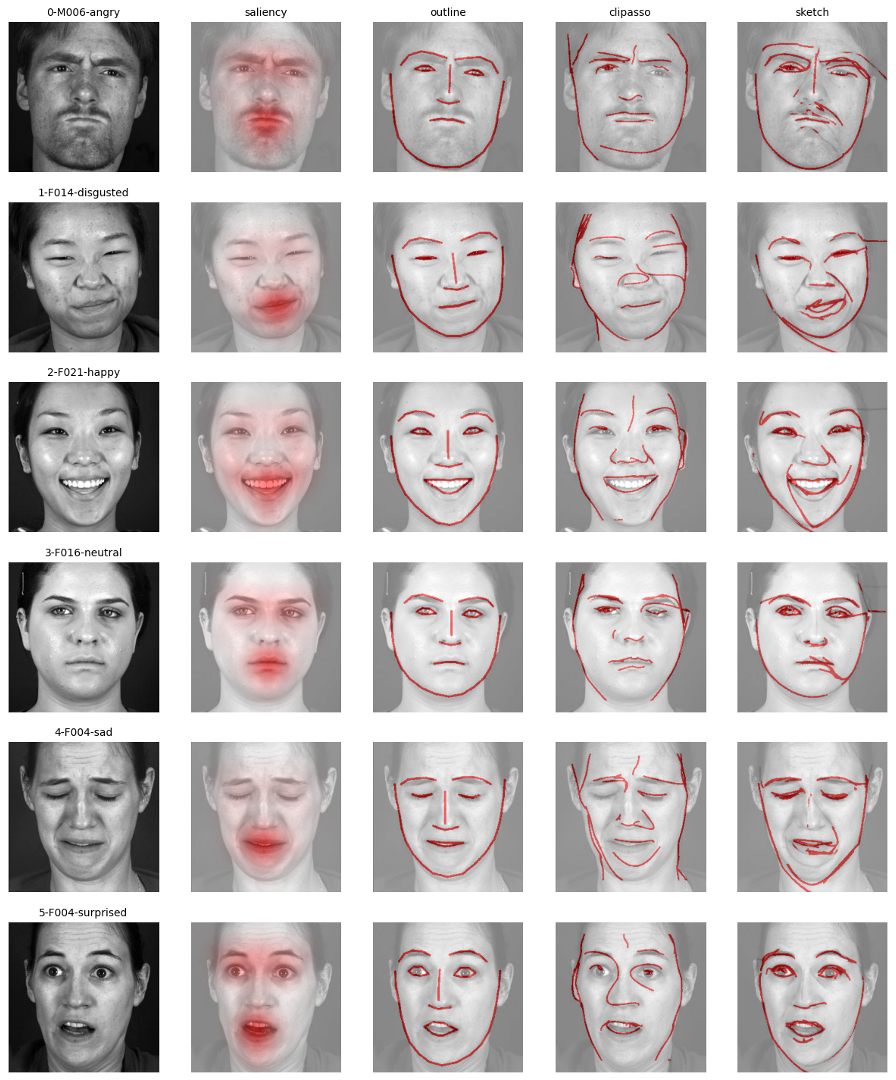 0-M006-angry
saliency
outline
clipasso
sketch
1-F014-disgusted
2-F021-happy
3-F016-neutral
4-F004-sad
5-F004-surprised